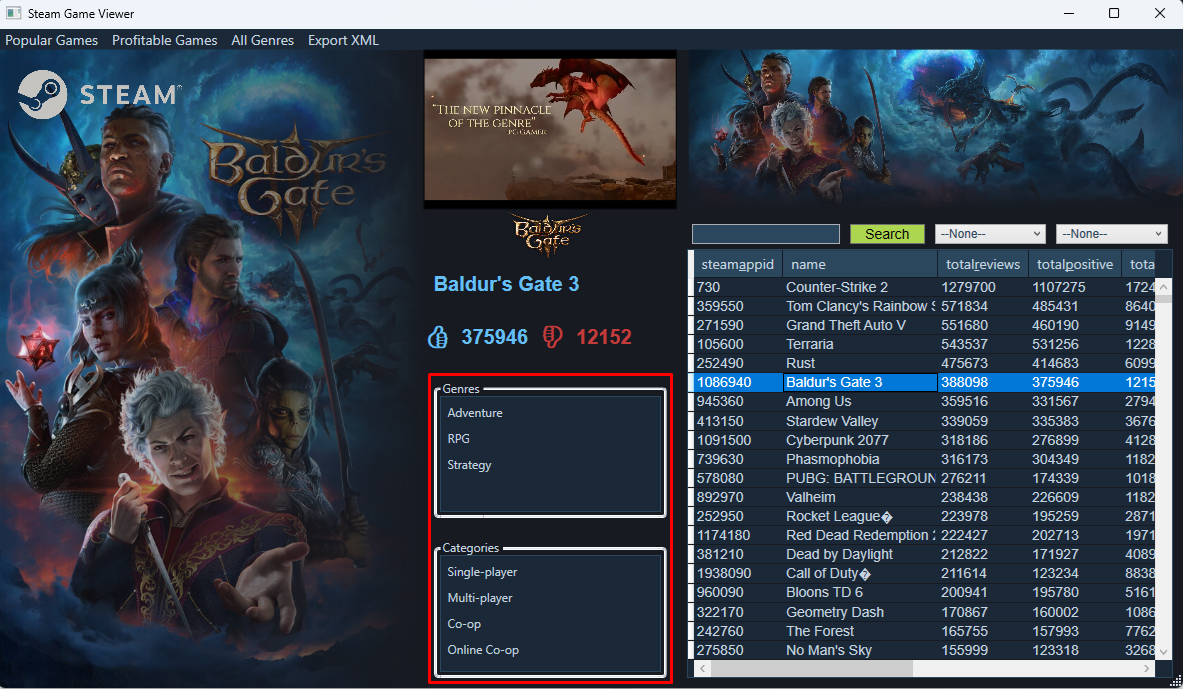 Steam Game Viewer
Popular Games Profitable Games All Genres Export XML
STEAM
BALDUR'S
GATE
"THE NEW PINNACLE
OF THE GENRE"
PC GAMER
BALDUR'S
GATE
Baldur's Gate 3
375946 12152
Genres
Adventure
RPG
Strategy
Categories
Single-player
Multi-player
Co-op
Online Co-op
Search --None-- --None--
steamappid name totalreviews totalpositive tota
730 Counter-Strike 2 1279700 1107275 1724
359550 Tom Clancy's Rainbow S 571834 485431 8640
271590 Grand Theft Auto V 551680 460190 9149
105600 Terraria 543537 531256 1228
252490 Rust 475673 414683 6099
1086940 Baldur's Gate 3 388098 375946 1215
945360 Among Us 359516 331567 2794
413150 Stardew Valley 339059 335383 3676
1091500 Cyberpunk 2077 318186 276899 4128
739630 Phasmophobia 316173 304349 1182
578080 PUBG: BATTLEGROUN 276211 174339 1018
892970 Valheim 238438 226609 1182
252950 Rocket League� 223978 195259 2871
1174180 Red Dead Redemption 2 222427 202713 1971
381210 Dead by Daylight 212822 171927 4089
1938090 Call of Duty� 211614 123234 8838
960090 Bloons TD 6 200941 195780 5161
322170 Geometry Dash 170867 160002 1086
242760 The Forest 165755 157993 7762
275850 No Man's Sky 155999 123318 3268